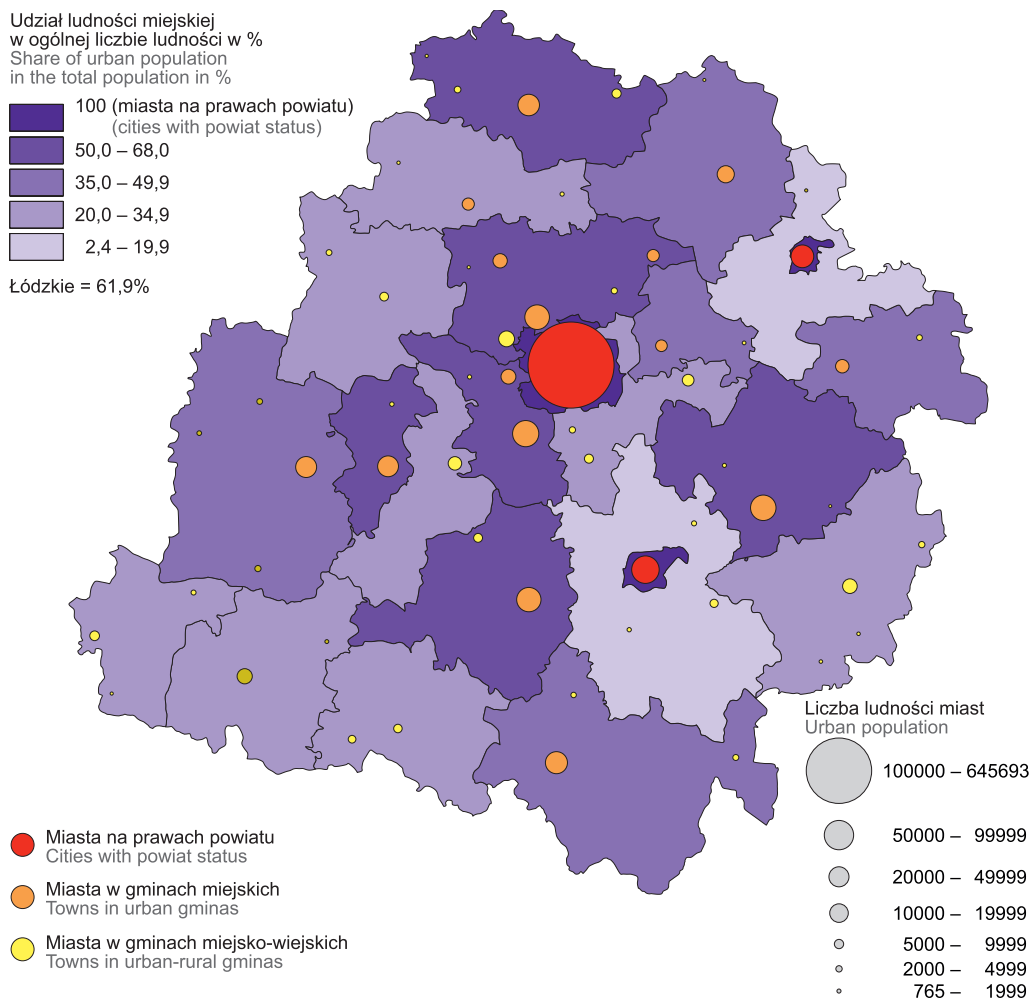 Udział ludności miejskiej
w ogólnej liczbie ludności w %
Share of urban population
in the total population in %
100 (miasta na prawach powiatu)
(cities with powiat status)
50,0 – 68,0
35,0 – 49,9
20,0 – 34,9
2,4 – 19,9
Łódzkie = 61,9%
Liczba ludności miast
Urban population
100000 – 645693
50000 – 99999
20000 – 49999
10000 – 19999
5000 – 9999
2000 – 4999
765 – 1999
Miasta na prawach powiatu
Cities with powiat status
Miasta w gminach miejskich
Towns in urban gminas
Miasta w gminach miejsko-wiejskich
Towns in urban-rural gminas